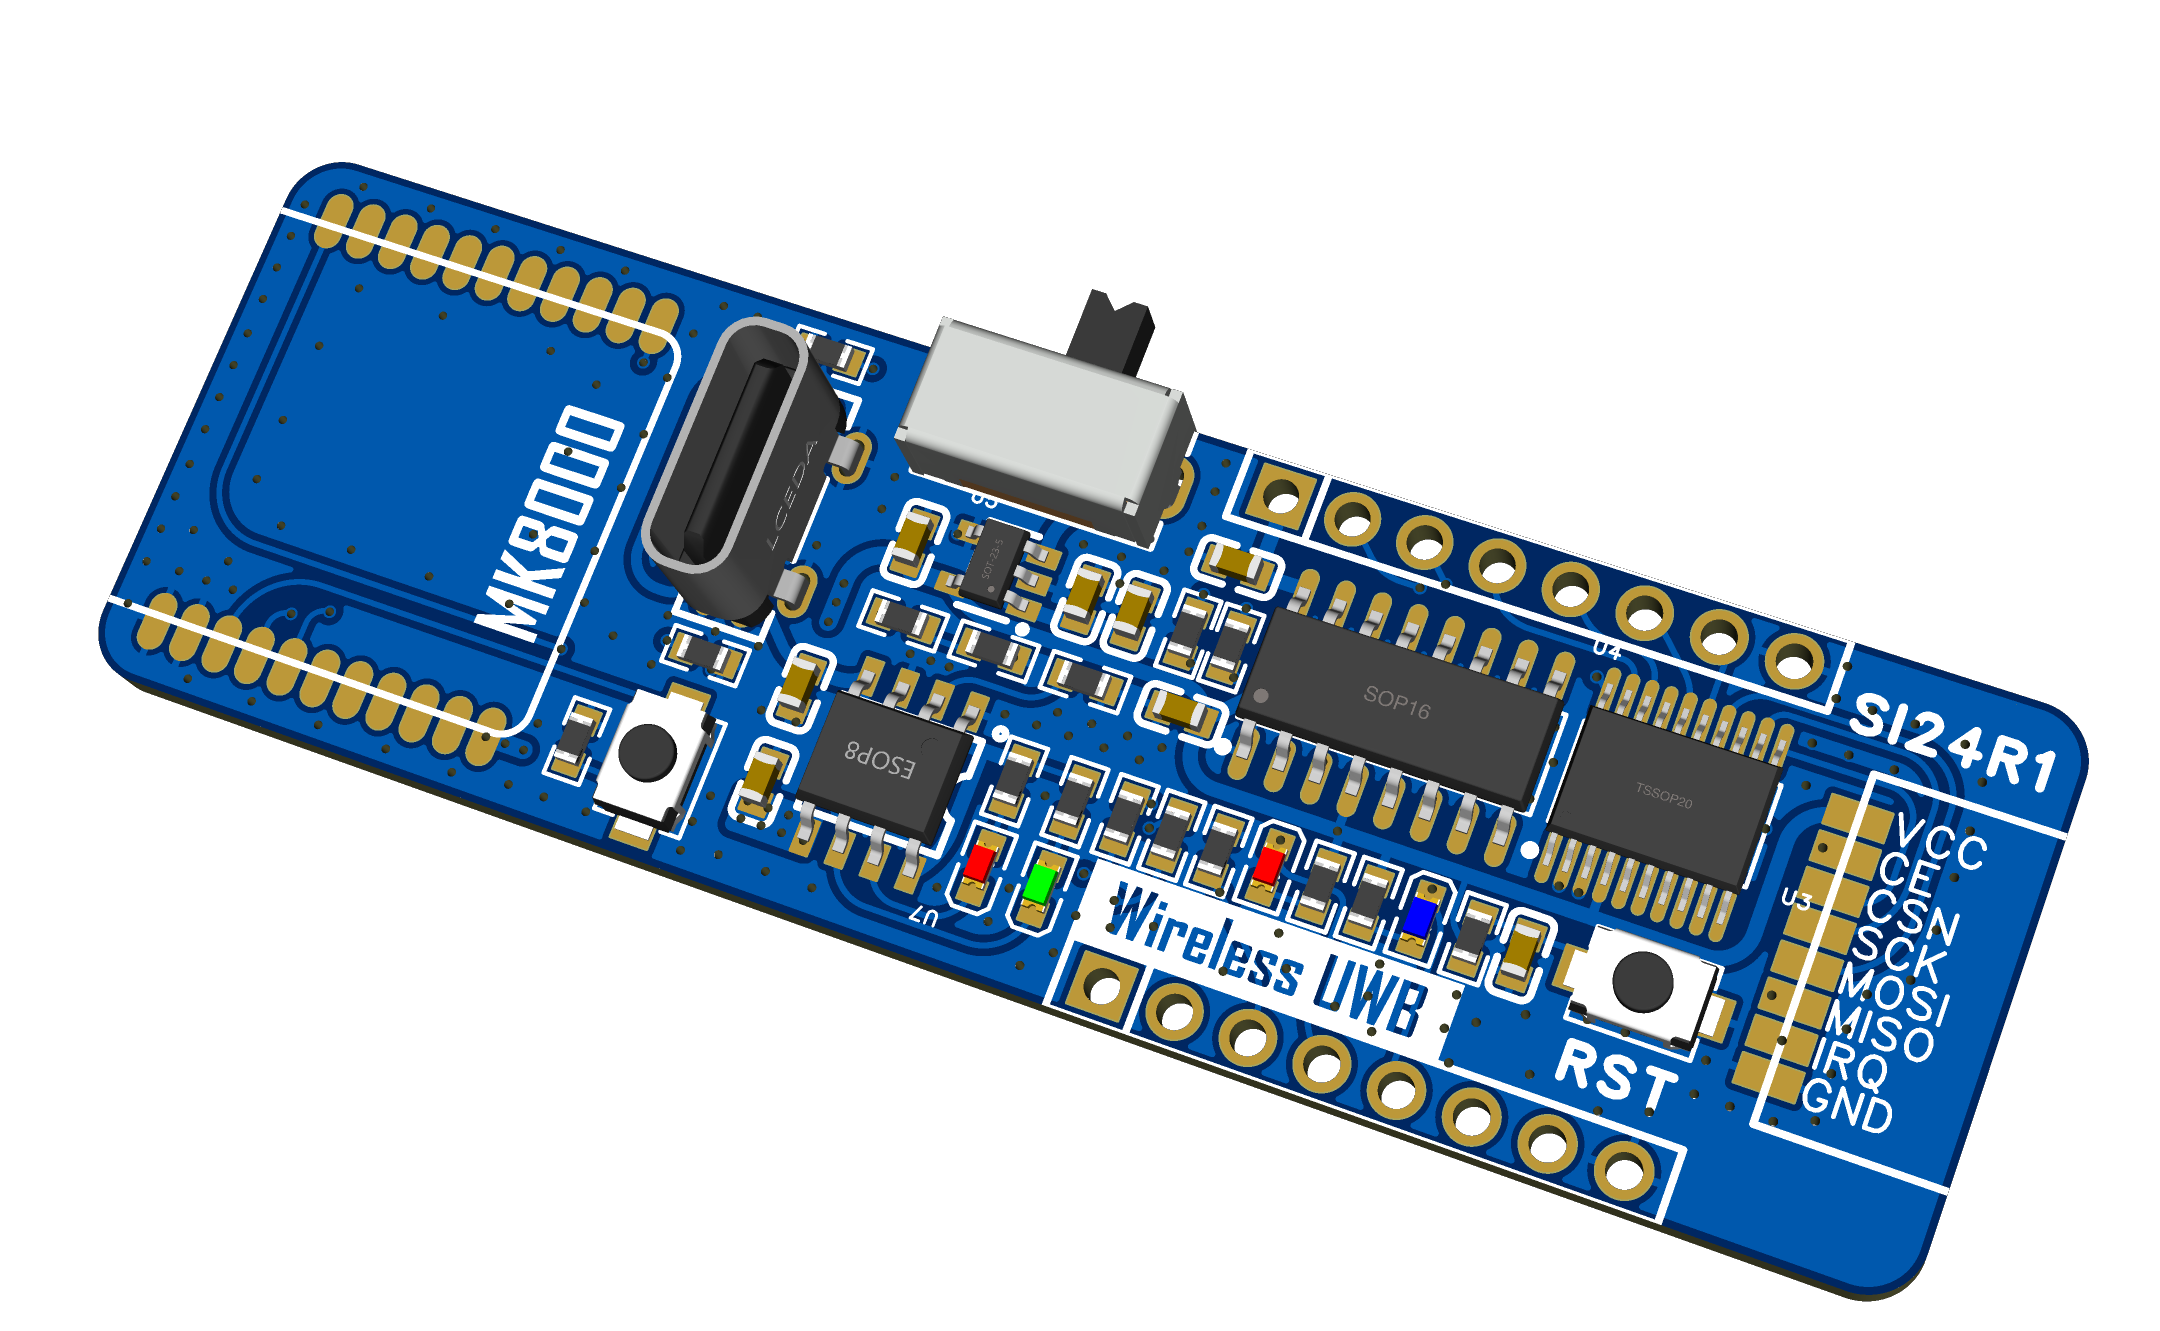 MK8000
LCEDA
SOT-23-5
U4
SOP16
TSSOP20
SI24R1
ESOP8
U7
U3
VCC
CE
CSN
SCK
MOSI
MISO
IRQ
GND
Wireless UWB
RST